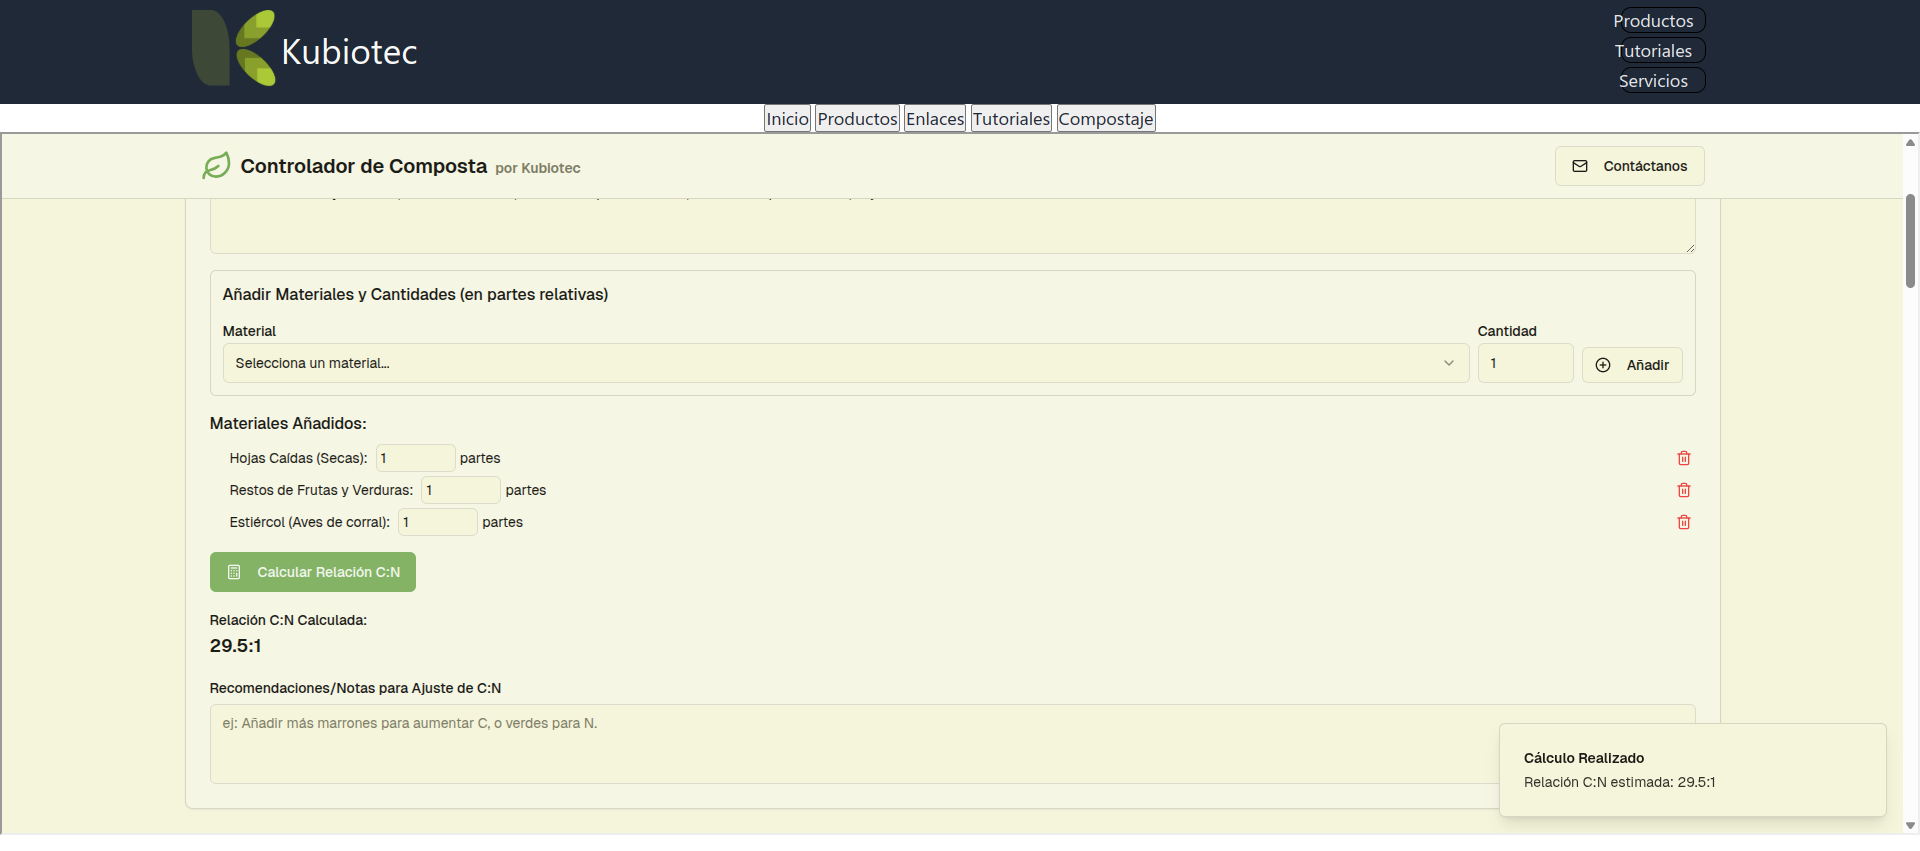 Kubiotec
Productos
Tutoriales
Servicios
Inicio Productos Enlaces Tutoriales Compostaje
Controlador de Composta por Kubiotec
Contáctanos
Añadir Materiales y Cantidades (en partes relativas)
Material
Cantidad
Selecciona un material...
1
Añadir
Materiales Añadidos:
Hojas Caídas (Secas): 1 partes
Restos de Frutas y Verduras: 1 partes
Estiércol (Aves de corral): 1 partes
Calcular Relación C:N
Relación C:N Calculada:
29.5:1
Recomendaciones/Notas para Ajuste de C:N
ej: Añadir más marrones para aumentar C, o verdes para N.
Cálculo Realizado
Relación C:N estimada: 29.5:1